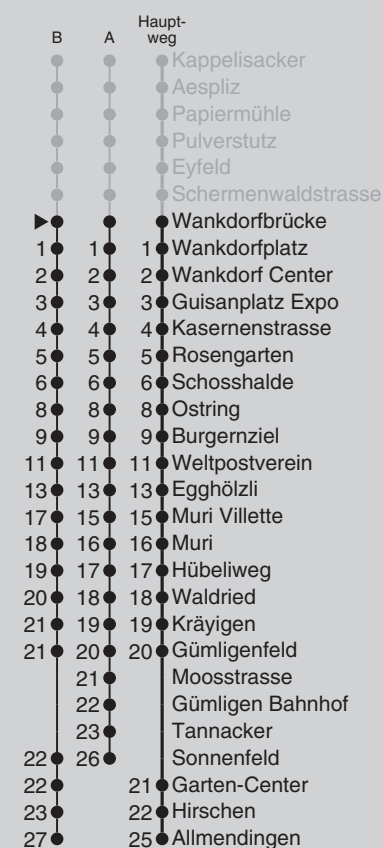 Haupt-
B A weg
Kappelisacker
Aespliz
Papiermühle
Pulverstutz
Eyfeld
Schermenwaldstrasse
Wankdorfbrücke
1 1 1 Wankdorfplatz
2 2 2 Wankdorf Center
3 3 3 Guisanplatz Expo
4 4 4 Kasernenstrasse
5 5 5 Rosengarten
6 6 6 Schosshalde
8 8 8 Ostring
9 9 9 Burgernziel
11 11 11 Weltpostverein
13 13 13 Egghölzli
17 15 15 Muri Villette
18 16 16 Muri
19 17 17 Hübeliweg
20 18 18 Waldried
21 19 19 Kräyigen
21 20 20 Gümligenfeld
21 Moosstrasse
22 Gümligen Bahnhof
23 Tannacker
22 26 Sonnenfeld
22 21 Garten-Center
23 22 Hirschen
27 25 Allmendingen